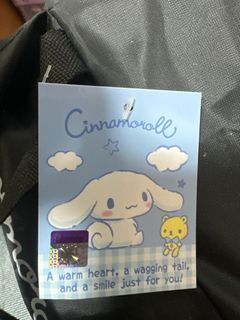 Cinnamoroll
A warm heart, a wagging tail,
and a smile just for you!